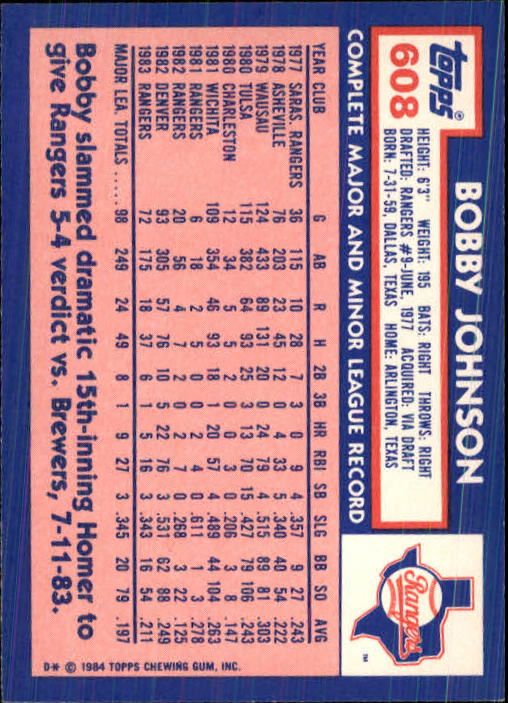 topps®
608
BOBBY JOHNSON
HEIGHT: 6'3" WEIGHT: 195 BATS: RIGHT THROWS: RIGHT
DRAFTED: RANGERS #9-JUNE, 1977 ACQUIRED: VIA DRAFT
BORN: 7-31-59, DALLAS, TEXAS HOME: ARLINGTON, TEXAS
Rangers
TM
COMPLETE MAJOR AND MINOR LEAGUE RECORD
YEAR CLUB G AB R H 2B 3B HR RBI SB SLG BB SO AVG
1977 SARAS. RANGERS 36 115 10 28 7 3 0 9 4 .357 9 27 .243
1978 ASHEVILLE 76 203 23 45 12 0 4 33 5 .340 40 54 .222
1979 WAUSAU 124 433 89 131 20 0 24 79 4 .515 89 81 .303
1980 TULSA 115 382 64 93 25 3 13 70 15 .427 79 106 .243
1980 CHARLESTON 12 34 5 5 2 0 0 3 0 .206 3 8 .147
1981 WICHITA 109 354 46 93 18 1 20 57 4 .489 44 104 .263
1981 RANGERS 6 18 2 5 0 0 2 4 0 .611 1 3 .278
1982 RANGERS 20 56 4 7 2 0 2 7 0 .268 3 22 .125
1982 DENVER 93 305 57 76 10 5 22 76 3 .531 62 88 .249
1983 RANGERS 72 175 18 37 6 1 5 16 3 .343 16 54 .211
MAJOR LEA. TOTALS ..... 98 249 24 49 8 1 9 27 3 .345 20 79 .197
Bobby slammed dramatic 15th-inning Homer to
give Rangers 5-4 verdict vs. Brewers, 7-11-83.
D* © 1984 TOPPS CHEWING GUM, INC.